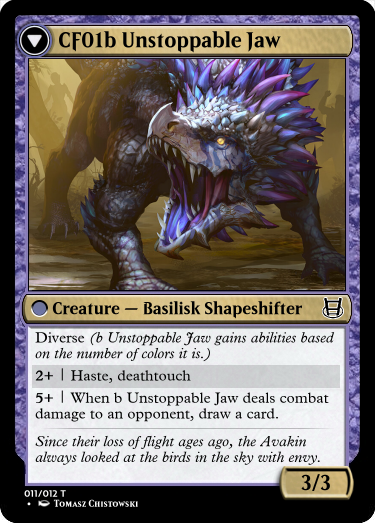 CF01b Unstoppable Jaw
Creature — Basilisk Shapeshifter
Diverse (b Unstoppable Jaw gains abilities based
on the number of colors it is.)
2+ | Haste, deathtouch
5+ | When b Unstoppable Jaw deals combat
damage to an opponent, draw a card.
Since their loss of flight ages ago, the Avakin
always looked at the birds in the sky with envy.
3/3
011/012 T
• Tomasz Chistowski